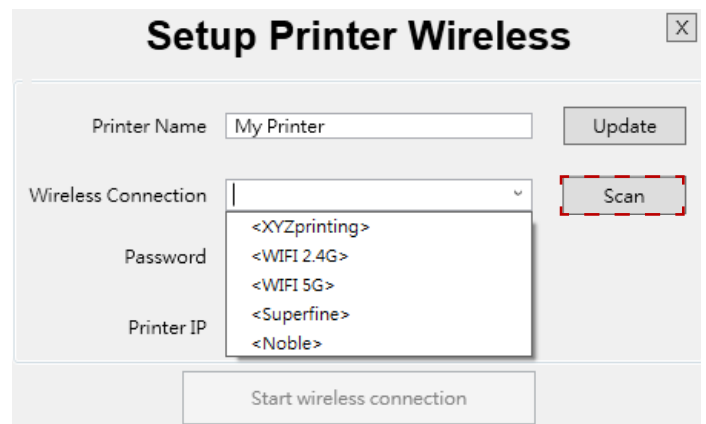 Setup Printer Wireless
X
Printer Name
My Printer
Update
Wireless Connection
Scan
<XYZprinting>
Password
<WIFI 2.4G>
<WIFI 5G>
<Superfine>
Printer IP
<Noble>
Start wireless connection